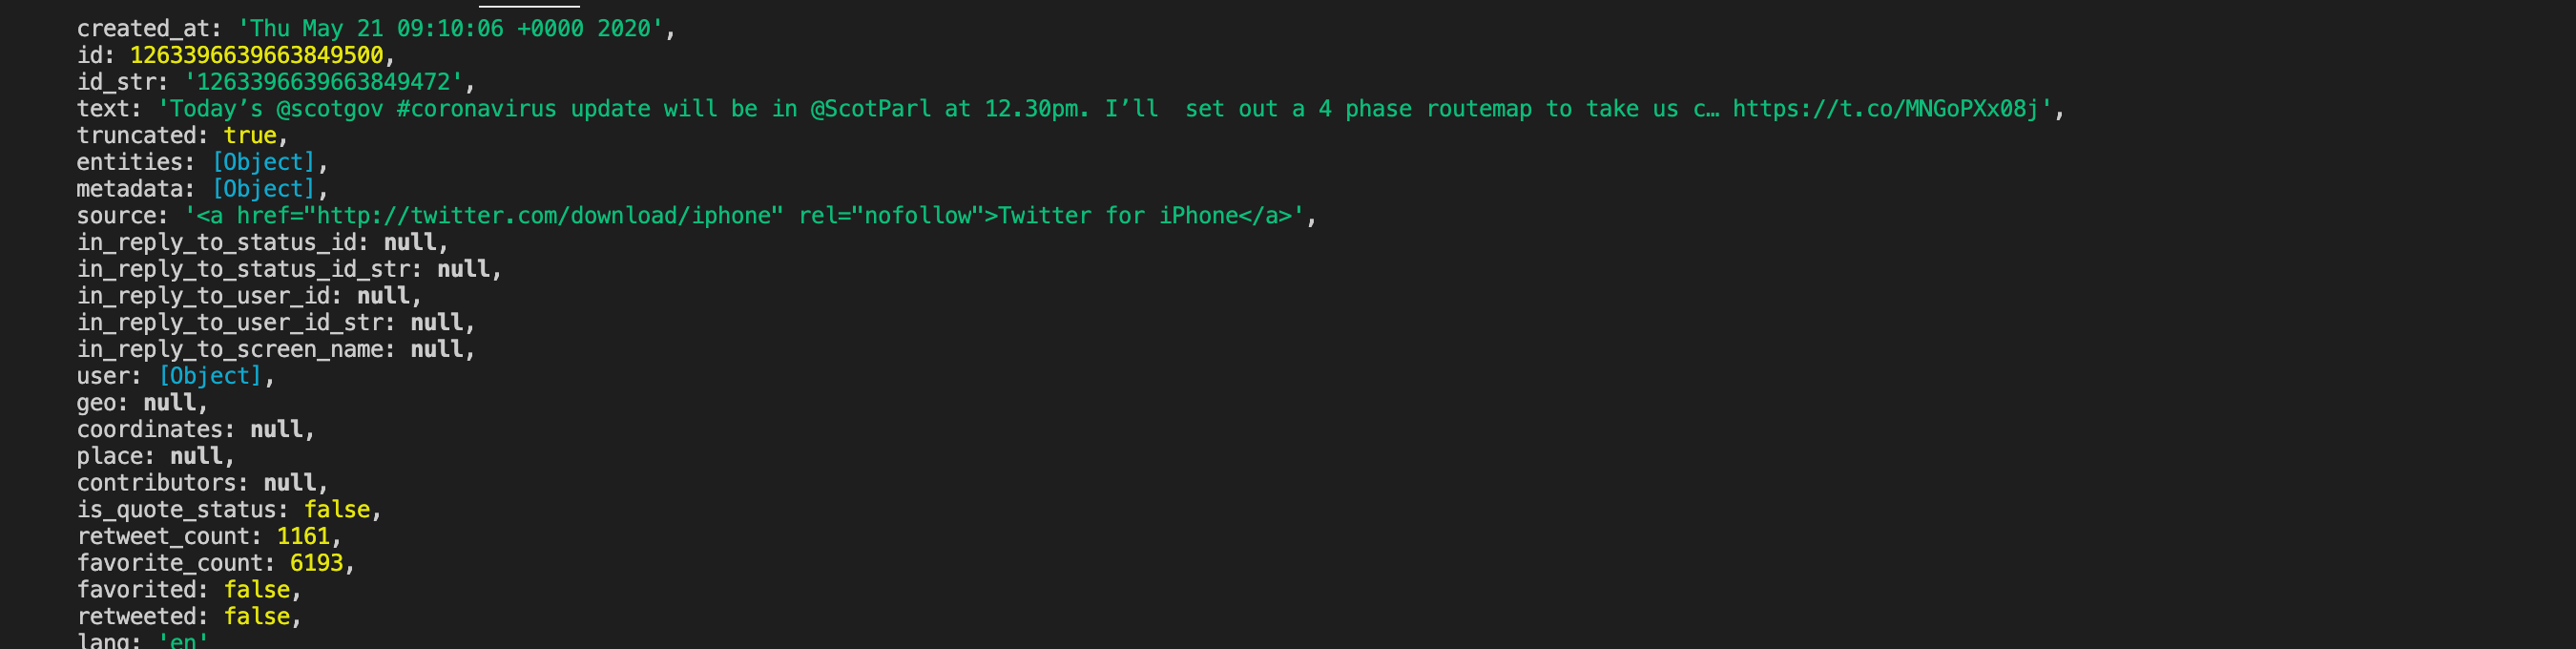 created_at: 'Thu May 21 09:10:06 +0000 2020',
id: 1263396639663849500,
id_str: '1263396639663849472',
text: 'Today’s @scotgov #coronavirus update will be in @ScotParl at 12.30pm. I’ll  set out a 4 phase routemap to take us c… https://t.co/MNGoPXx08j',
truncated: true,
entities: [Object],
metadata: [Object],
source: '<a href="http://twitter.com/download/iphone" rel="nofollow">Twitter for iPhone</a>',
in_reply_to_status_id: null,
in_reply_to_status_id_str: null,
in_reply_to_user_id: null,
in_reply_to_user_id_str: null,
in_reply_to_screen_name: null,
user: [Object],
geo: null,
coordinates: null,
place: null,
contributors: null,
is_quote_status: false,
retweet_count: 1161,
favorite_count: 6193,
favorited: false,
retweeted: false,
lang: 'en'